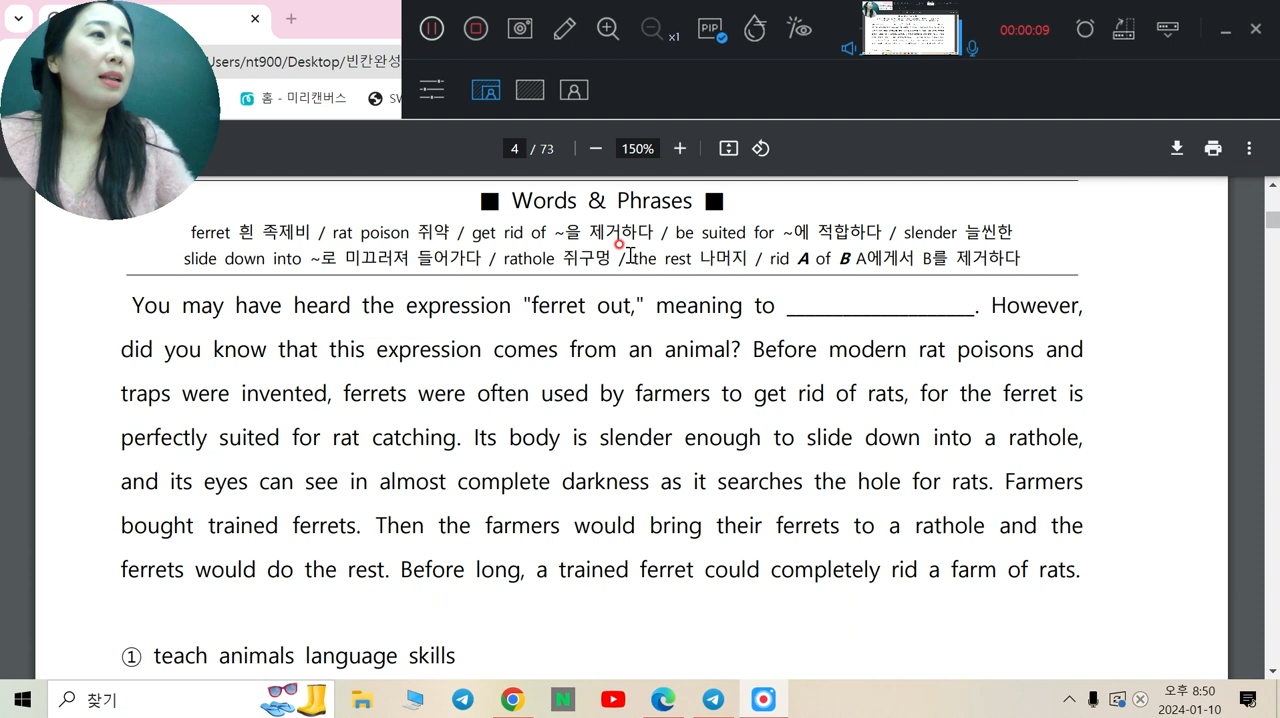 00:00:09
x1
PIP
Users/nt900/Desktop/빈칸완성
홈 - 미리캔버스
4 / 73
150%
■ Words & Phrases ■
ferret 흰 족제비 / rat poison 쥐약 / get rid of ~을 제거하다 / be suited for ~에 적합하다 / slender 늘씬한
slide down into ~로 미끄러져 들어가다 / rathole 쥐구멍 / the rest 나머지 / rid A of B A에게서 B를 제거하다
You may have heard the expression "ferret out," meaning to ____________________. However,
did you know that this expression comes from an animal? Before modern rat poisons and
traps were invented, ferrets were often used by farmers to get rid of rats, for the ferret is
perfectly suited for rat catching. Its body is slender enough to slide down into a rathole,
and its eyes can see in almost complete darkness as it searches the hole for rats. Farmers
bought trained ferrets. Then the farmers would bring their ferrets to a rathole and the
ferrets would do the rest. Before long, a trained ferret could completely rid a farm of rats.
① teach animals language skills
찾기
N
오후 8:50
2024-01-10